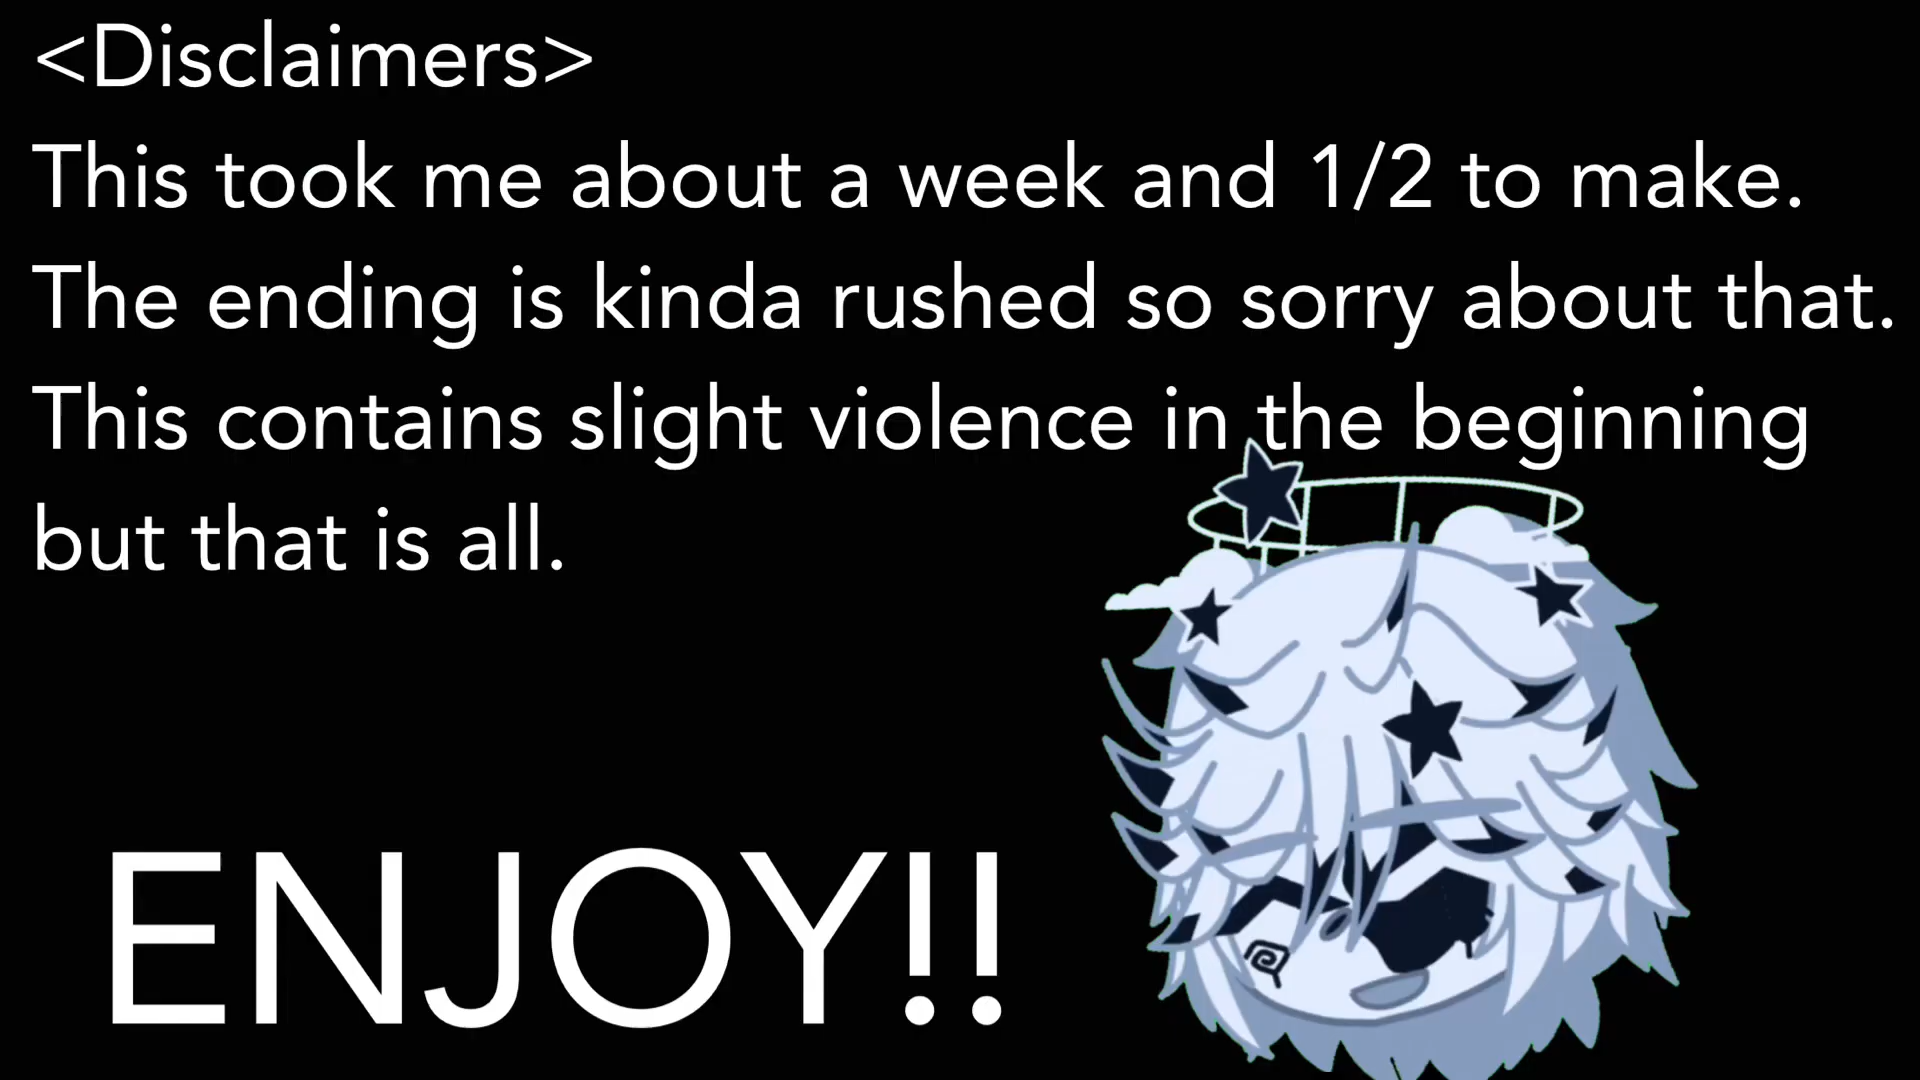 <Disclaimers>
This took me about a week and 1/2 to make.
The ending is kinda rushed so sorry about that.
This contains slight violence in the beginning
but that is all.
ENJOY!!